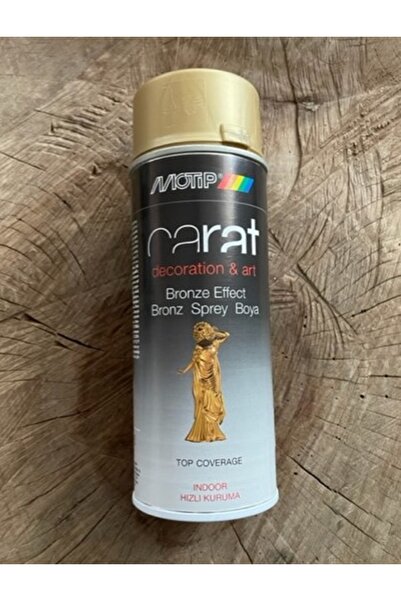 MOTIP®
carat
decoration & art
Bronze Effect
Bronz Sprey Boya
TOP COVERAGE
INDOOR
HIZLI KURUMA